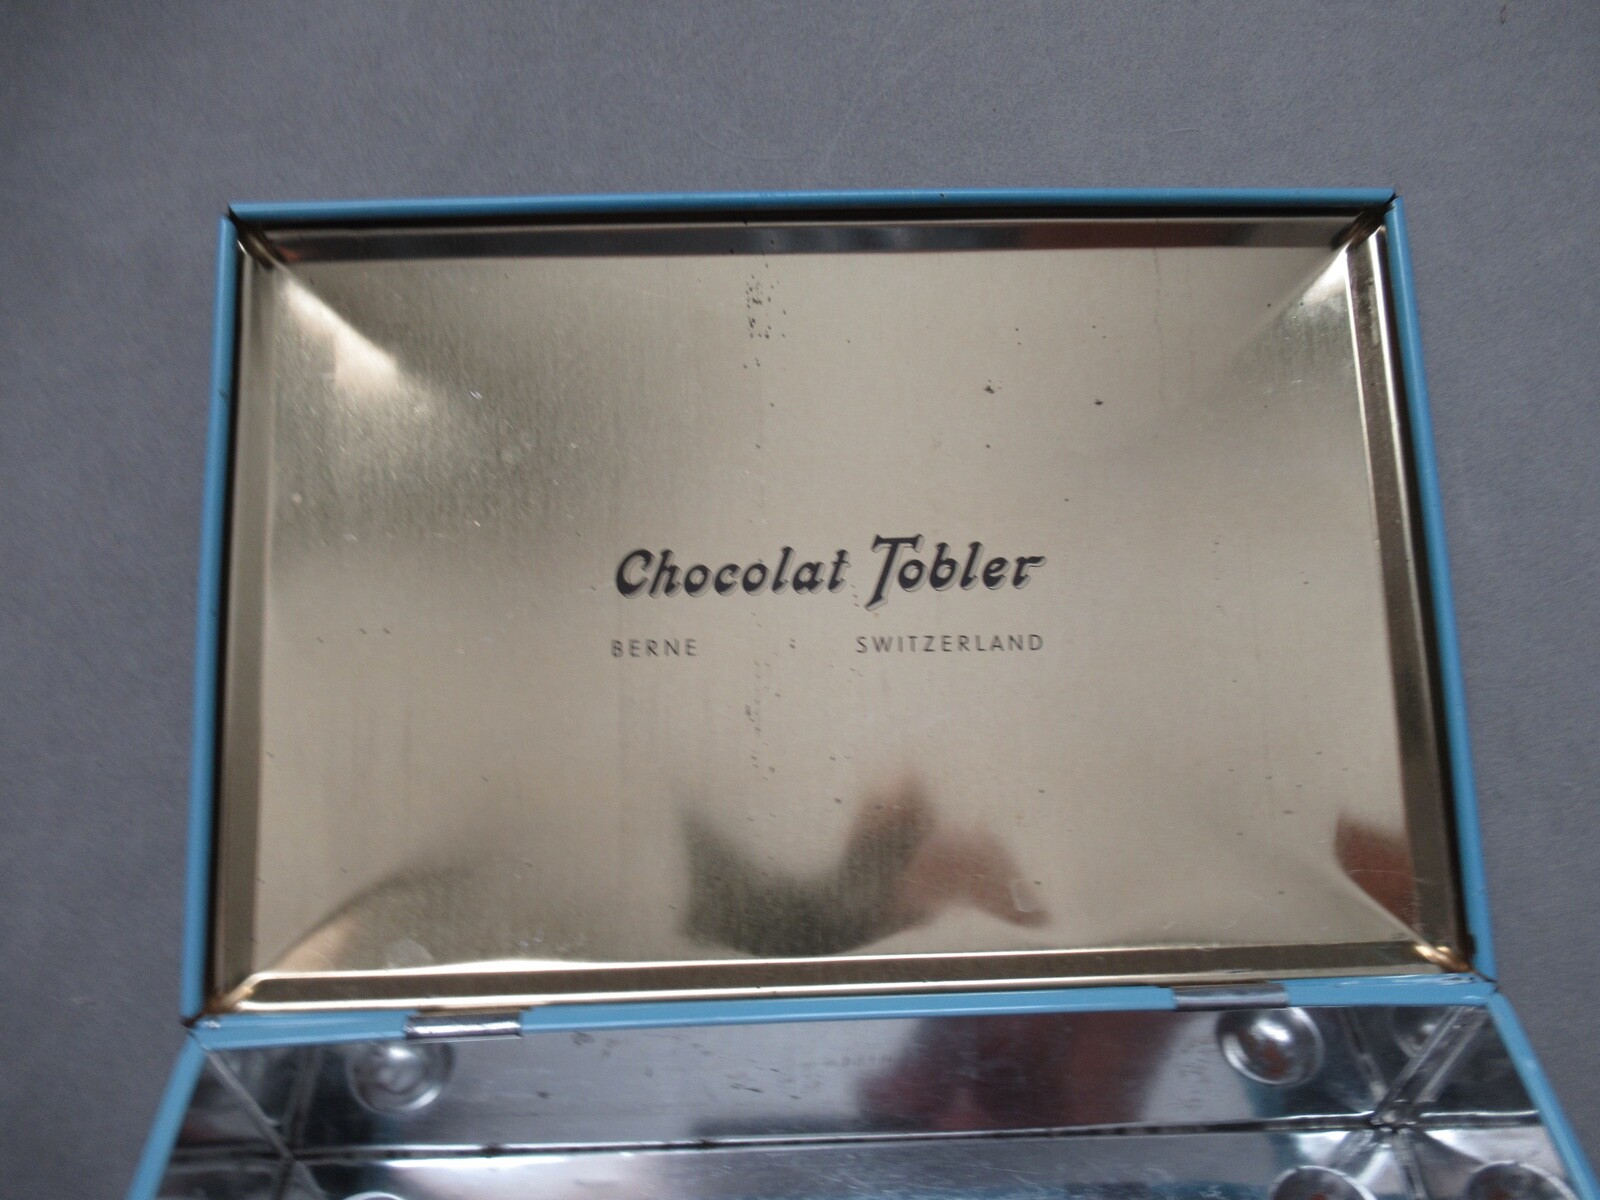 Chocolat Tobler
BERNE SWITZERLAND